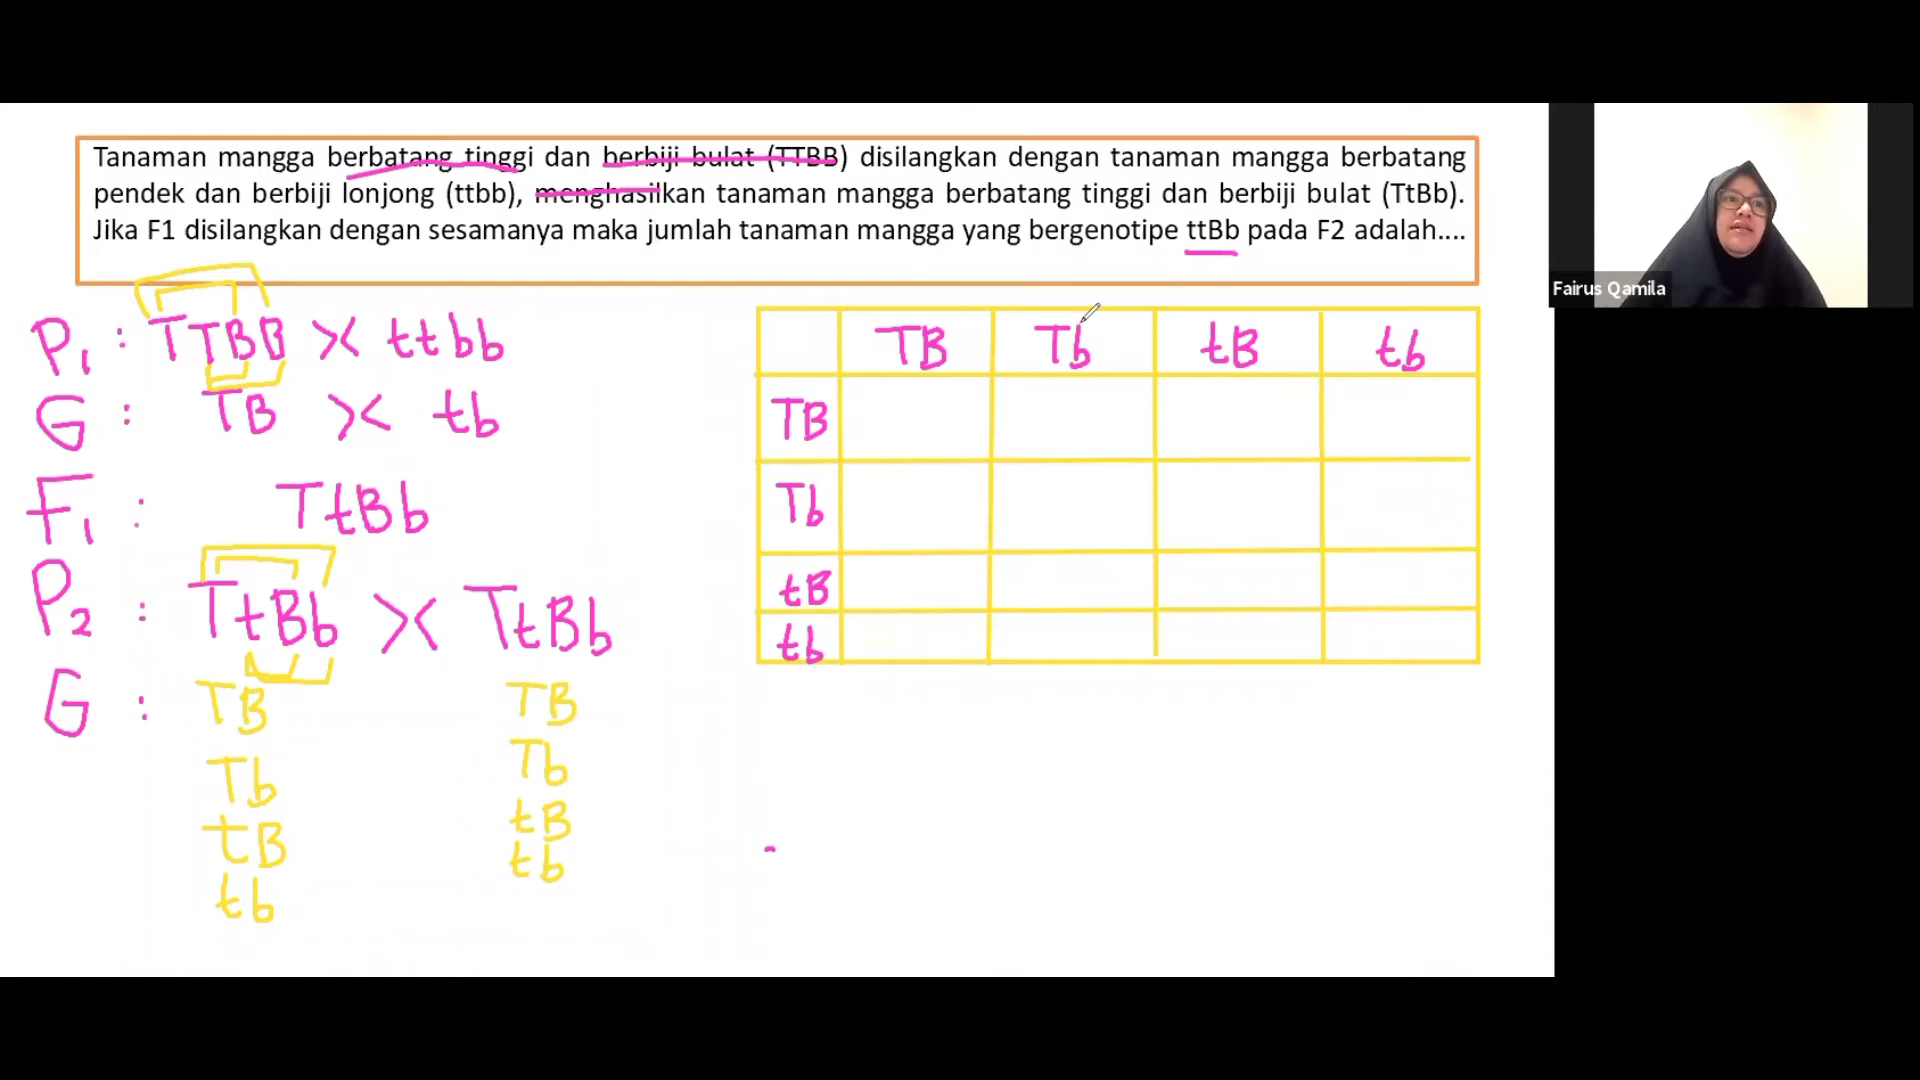 Tanaman mangga berbatang tinggi dan berbiji bulat (TTBB) disilangkan dengan tanaman mangga berbatang
pendek dan berbiji lonjong (ttbb), menghasilkan tanaman mangga berbatang tinggi dan berbiji bulat (TtBb).
Jika F1 disilangkan dengan sesamanya maka jumlah tanaman mangga yang bergenotipe ttBb pada F2 adalah....
Fairus Qamila
P1 : TTBB X ttbb
G : TB X tb
F1 : TtBb
P2 : TtBb X TtBb
G : TB TB
Tb Tb
tB tB
tb tb
TB Tb tB tb
TB
Tb
tB
tb